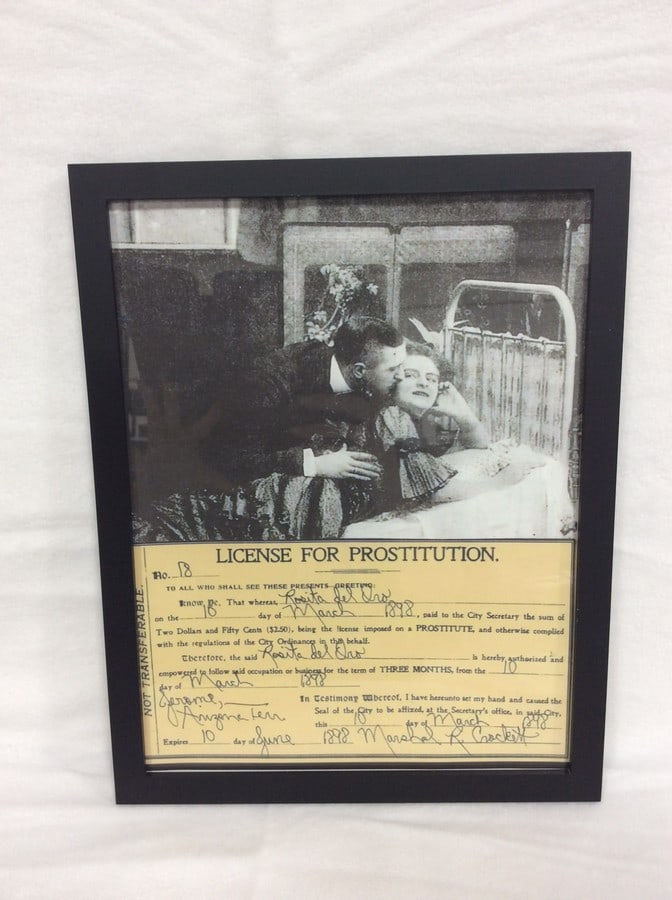 LICENSE FOR PROSTITUTION.
No. 18
TO ALL WHO SHALL SEE THESE PRESENTS GREETING:
Know Ye, That whereas, Rosita del Oro
on the 10 day of March 1898, paid to the City Secretary the sum of
Two Dollars and Fifty Cents ($2.50), being the license imposed on a PROSTITUTE, and otherwise complied
with the regulations of the City Ordinances in this behalf.
Therefore, the said Rosita del Oro is hereby authorized and
empowered to follow said occupation or business for the term of THREE MONTHS, from the 10
day of March 1898
Jerome,
Arizona Terr
In Testimony Whereof, I have hereunto set my hand and caused the
Seal of the City to be affixed, at the Secretary's office, in said City,
this 10 day of March 1898
Expires 10 day of June 1898 Marshal R Crockett
NOT TRANSFERABLE.